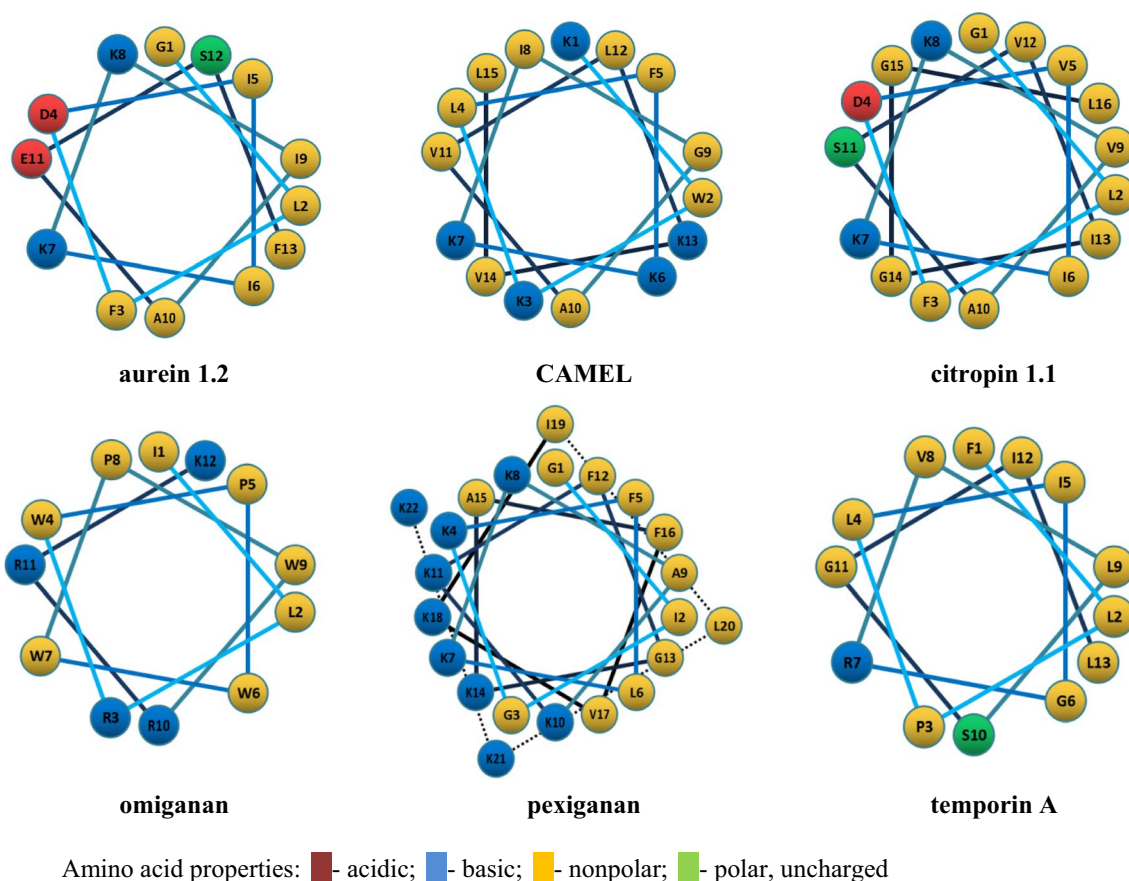 K8 G1 S12 I5 D4 E11 I9 L2 F13 K7 I6 F3 A10
aurein 1.2
I8 K1 L12 L15 F5 L4 V11 G9 W2 K7 K13 V14 K6 K3 A10
CAMEL
K8 G1 V12 G15 V5 D4 L16 S11 V9 L2 K7 I13 G14 I6 F3 A10
citropin 1.1
P8 I1 K12 P5 W4 R11 W9 L2 W7 W6 R3 R10
omiganan
I19 K8 G1 F12 A15 F5 K22 K4 F16 K11 A9 K18 I2 L20 K7 G13 K14 L6 G3 K10 V17 K21
pexiganan
V8 F1 I12 I5 L4 G11 L9 L2 R7 L13 G6 P3 S10
temporin A
Amino acid properties: - acidic; - basic; - nonpolar; - polar, uncharged